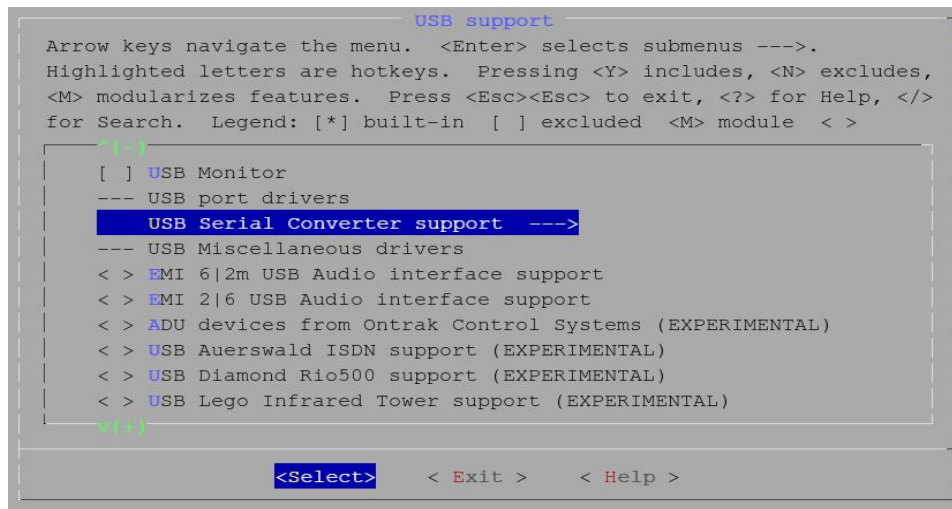 USB support
Arrow keys navigate the menu.  <Enter> selects submenus --->.
Highlighted letters are hotkeys.  Pressing <Y> includes, <N> excludes,
<M> modularizes features.  Press <Esc><Esc> to exit, <?> for Help, </>
for Search.  Legend: [*] built-in  [ ] excluded  <M> module  < >
^(-)
[ ] USB Monitor
--- USB port drivers
USB Serial Converter support  --->
--- USB Miscellaneous drivers
< > EMI 6|2m USB Audio interface support
< > EMI 2|6 USB Audio interface support
< > ADU devices from Ontrak Control Systems (EXPERIMENTAL)
< > USB Auerswald ISDN support (EXPERIMENTAL)
< > USB Diamond Rio500 support (EXPERIMENTAL)
< > USB Lego Infrared Tower support (EXPERIMENTAL)
v(+)
<Select>    < Exit >    < Help >